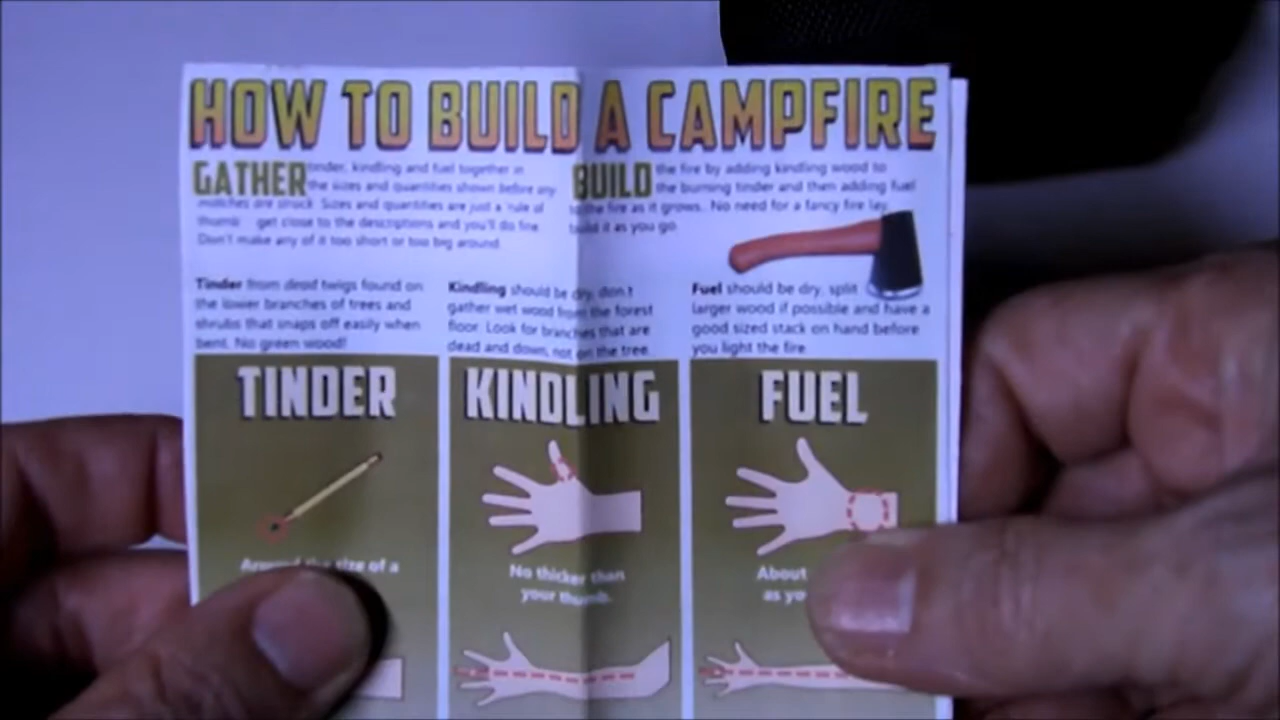 HOW TO BUILD A CAMPFIRE
GATHER tinder, kindling and fuel together in
the sizes and quantities shown before any
matches are struck. Sizes and quantities are just a 'rule of
thumb' get close to the descriptions and you'll do fine.
Don't make any of it too short or too big around.
BUILD the fire by adding kindling wood to
the burning tinder and then adding fuel
to the fire as it grows. No need for a fancy fire lay,
build it as you go.
Tinder from dead twigs found on
the lower branches of trees and
shrubs that snaps off easily when
bent. No green wood!
Kindling should be dry, don't
gather wet wood from the forest
floor. Look for branches that are
dead and down, not on the tree.
Fuel should be dry, split
larger wood if possible and have a
good sized stack on hand before
you light the fire.
TINDER
Around the size of a
KINDLING
No thicker than
your thumb.
FUEL
About
as